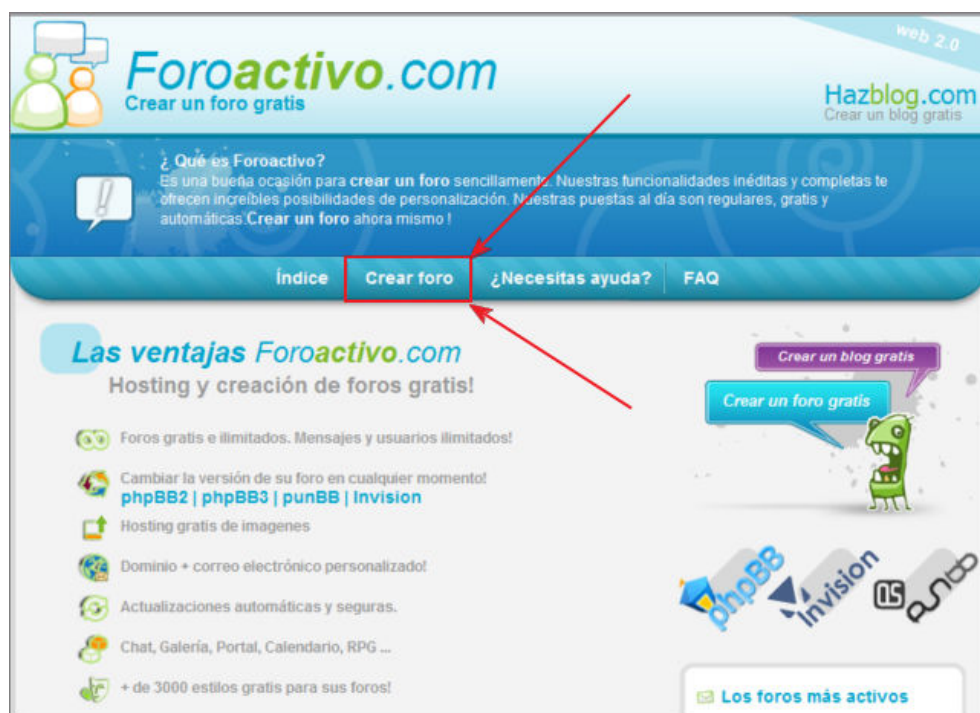 web 2.0
Foroactivo.com
Crear un foro gratis
Hazblog.com
Crear un blog gratis
¿ Qué es Foroactivo?
Es una bueña ocasión para crear un foro sencillamente. Nuestras funcionalidades inéditas y completas te
ofrecen increíbles posibilidades de personalización. Nuestras puestas al día son regulares, gratis y
automáticas.Crear un foro ahora mismo !
Índice
Crear foro
¿Necesitas ayuda?
FAQ
Las ventajas Foroactivo.com
Hosting y creación de foros gratis!
Foros gratis e ilimitados. Mensajes y usuarios ilimitados!
Cambiar la versión de su foro en cualquier momento!
phpBB2 | phpBB3 | punBB | Invision
Hosting gratis de imagenes
Dominio + correo electrónico personalizado!
Actualizaciones automáticas y seguras.
Chat, Galería, Portal, Calendario, RPG ...
+ de 3000 estilos gratis para sus foros!
Crear un blog gratis
Crear un foro gratis
phpBB
Invision
punBB
Los foros más activos